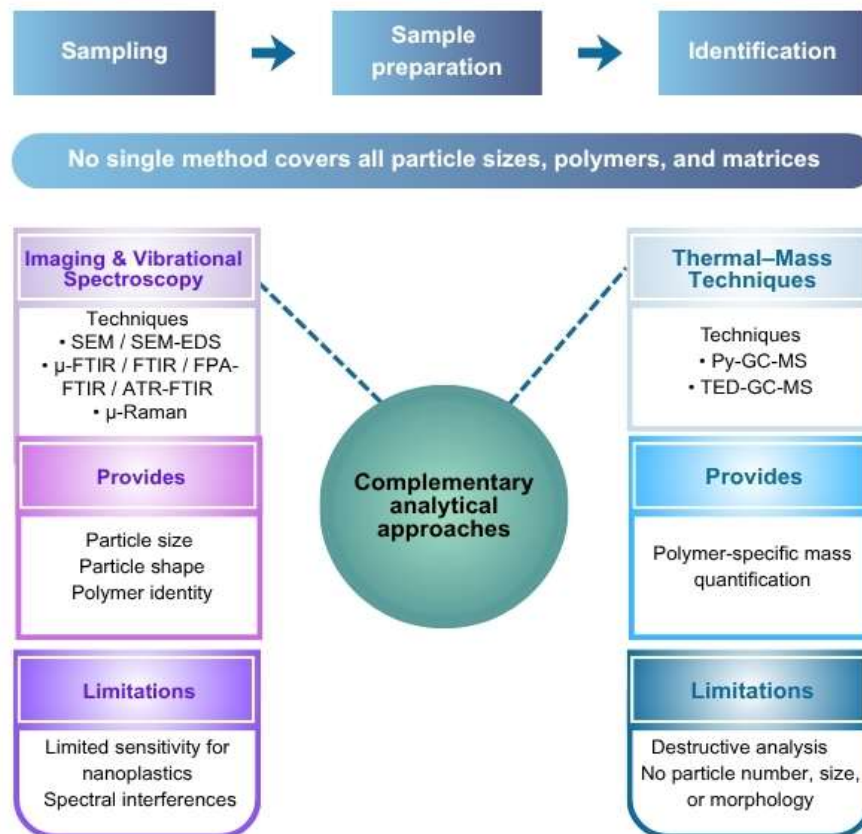 Sampling
Sample
preparation
Identification
No single method covers all particle sizes, polymers, and matrices
Imaging & Vibrational
Spectroscopy
Techniques
• SEM / SEM-EDS
• µ-FTIR / FTIR / FPA-
FTIR / ATR-FTIR
• µ-Raman
Provides
Particle size
Particle shape
Polymer identity
Limitations
Limited sensitivity for
nanoplastics
Spectral interferences
Complementary
analytical
approaches
Thermal–Mass
Techniques
Techniques
• Py-GC-MS
• TED-GC-MS
Provides
Polymer-specific mass
quantification
Limitations
Destructive analysis
No particle number, size,
or morphology